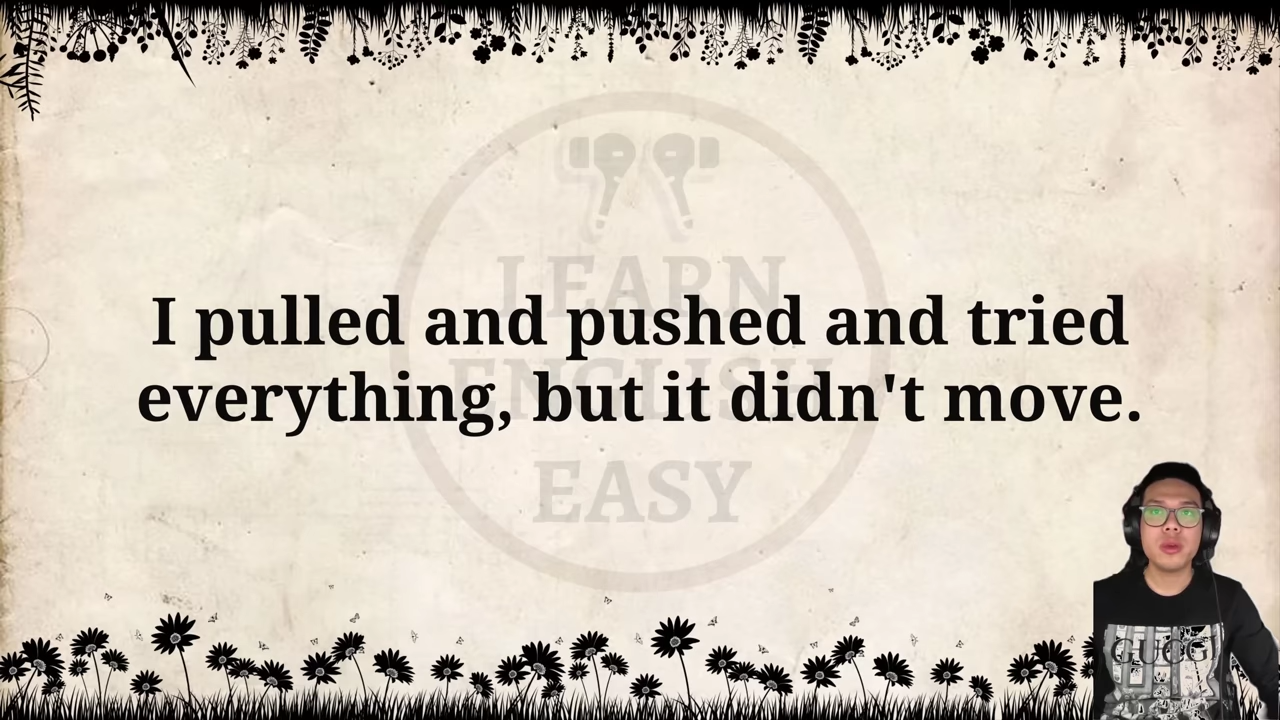 LEARN
I pulled and pushed and tried
ENGLISH
everything, but it didn't move.
EASY
GUCCI